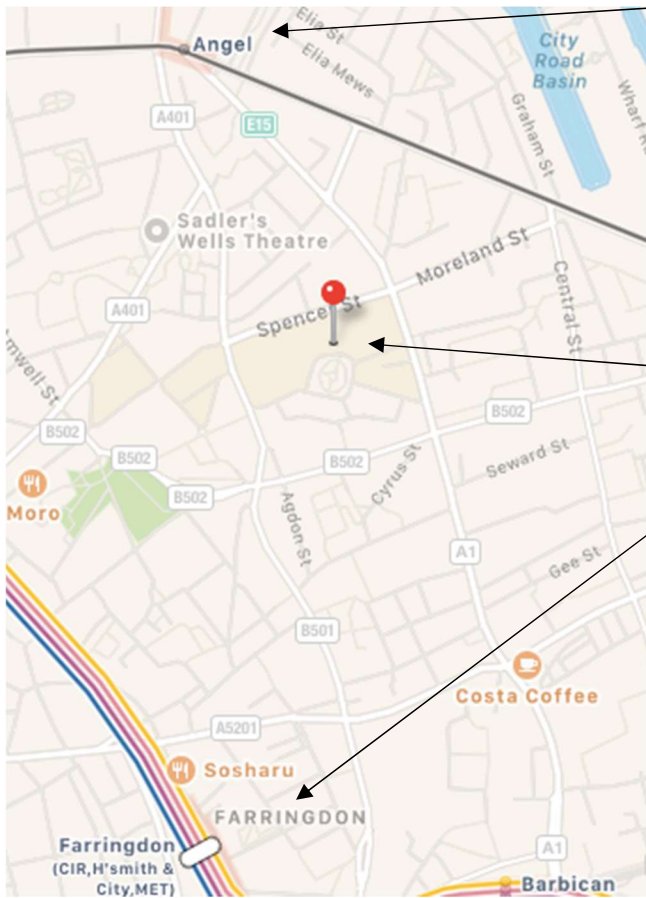 Elia St
Angel
Elia Mews
City
Road
Basin
A401
E15
Graham St
Sadler's
Wells Theatre
Moreland St
A401
Spencer St
Central St
B502
B502
B502
B502
B502
Moro
Cyrus St
Seward St
Agdon St
A1
Gee St
B501
Costa Coffee
A5201
Sosharu
FARRINGDON
Farringdon
(CIR,H'smith &
City,MET)
A1
Barbican